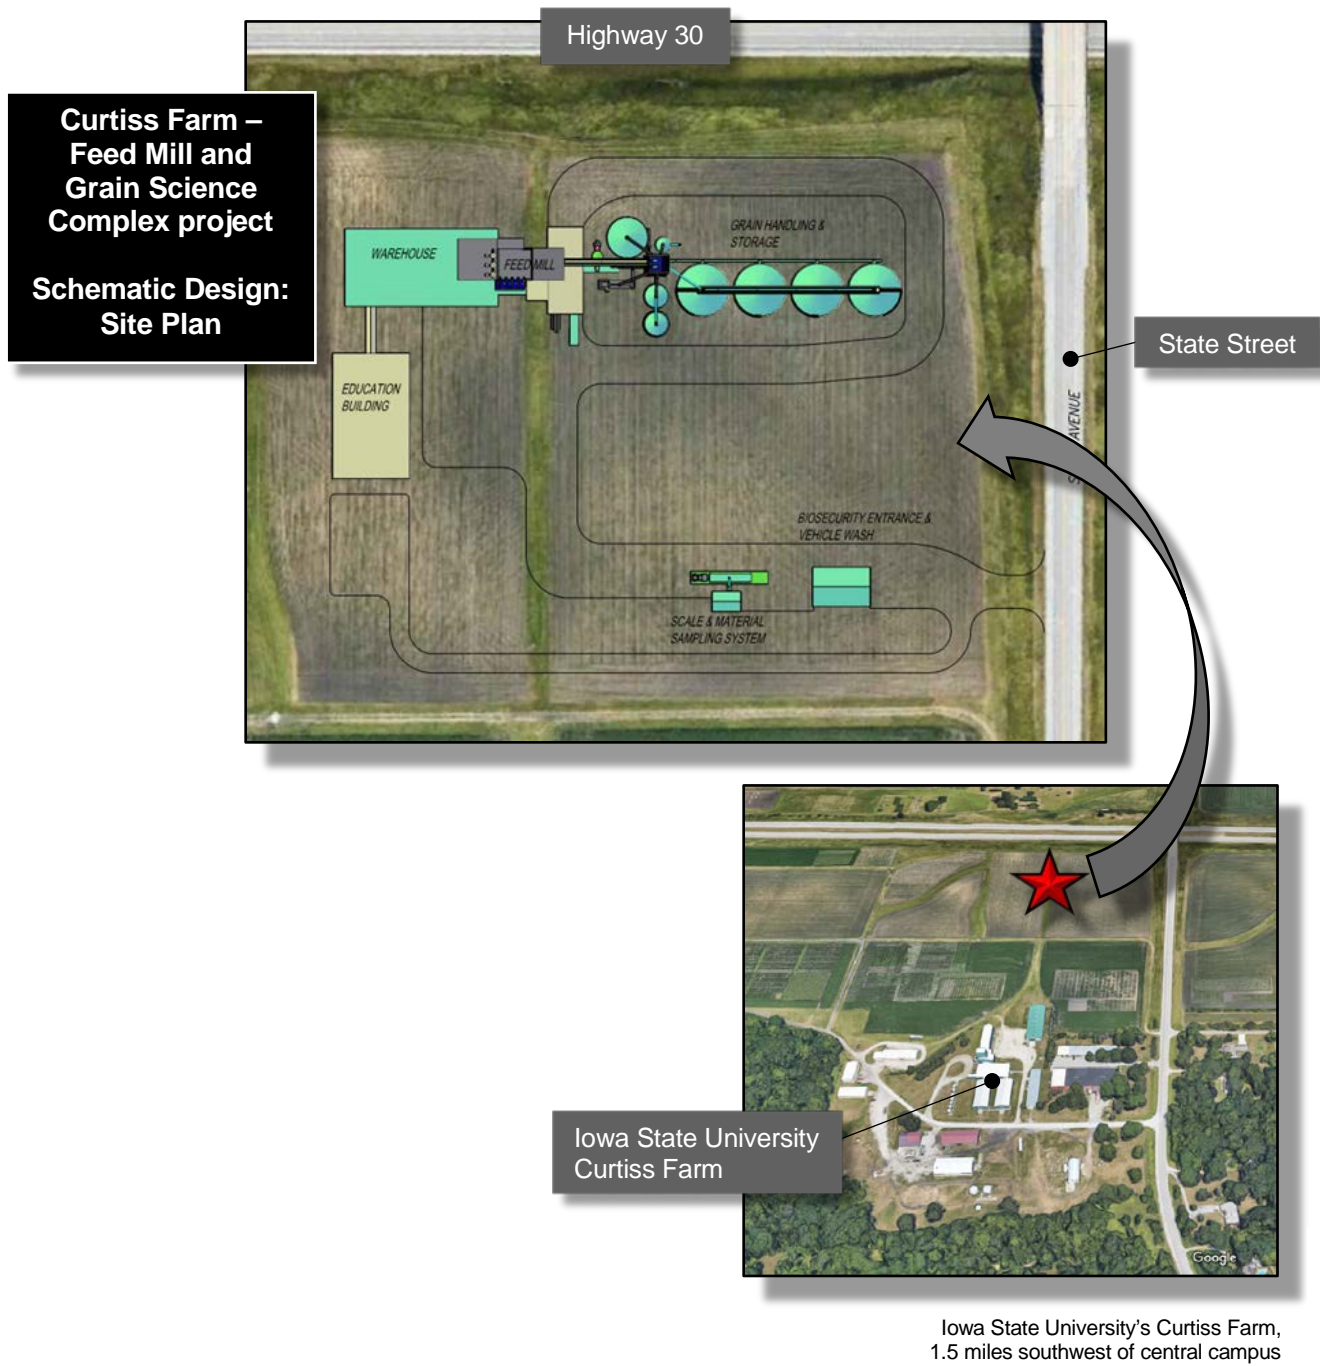 Highway 30
Curtiss Farm –
Feed Mill and
Grain Science
Complex project
Schematic Design:
Site Plan
GRAIN HANDLING &
STORAGE
WAREHOUSE
FEED MILL
State Street
EDUCATION
BUILDING
AVENUE
BIOSECURITY ENTRANCE &
VEHICLE WASH
SCALE & MATERIAL
SAMPLING SYSTEM
Iowa State University
Curtiss Farm
Google
Iowa State University's Curtiss Farm,
1.5 miles southwest of central campus